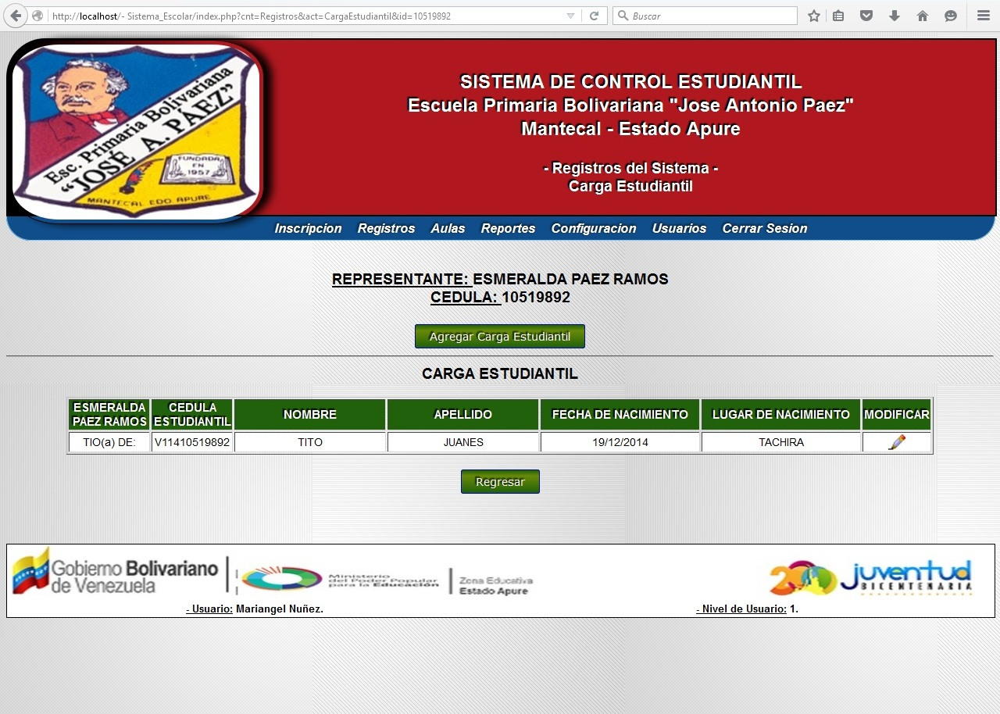 http://localhost/- Sistema_Escolar/index.php?cnt=Registros&act=CargaEstudiantil&id=10519892
Buscar
Esc. Primaria Bolivariana
"JOSÉ A. PÁEZ"
FUNDADA
EN
1957
MANTECAL EDO APURE
SISTEMA DE CONTROL ESTUDIANTIL
Escuela Primaria Bolivariana "Jose Antonio Paez"
Mantecal - Estado Apure
- Registros del Sistema -
Carga Estudiantil
Inscripcion Registros Aulas Reportes Configuracion Usuarios Cerrar Sesion
REPRESENTANTE: ESMERALDA PAEZ RAMOS
CEDULA: 10519892
Agregar Carga Estudiantil
CARGA ESTUDIANTIL
ESMERALDA PAEZ RAMOS CEDULA ESTUDIANTIL NOMBRE APELLIDO FECHA DE NACIMIENTO LUGAR DE NACIMIENTO MODIFICAR
TIO(a) DE: V11410519892 TITO JUANES 19/12/2014 TACHIRA
Regresar
Gobierno Bolivariano
de Venezuela
Ministerio
del Poder Popular
para la Educación
Zona Educativa
Estado Apure
200 juventud
BICENTENARIA
- Usuario: Mariangel Nuñez.
- Nivel de Usuario: 1.